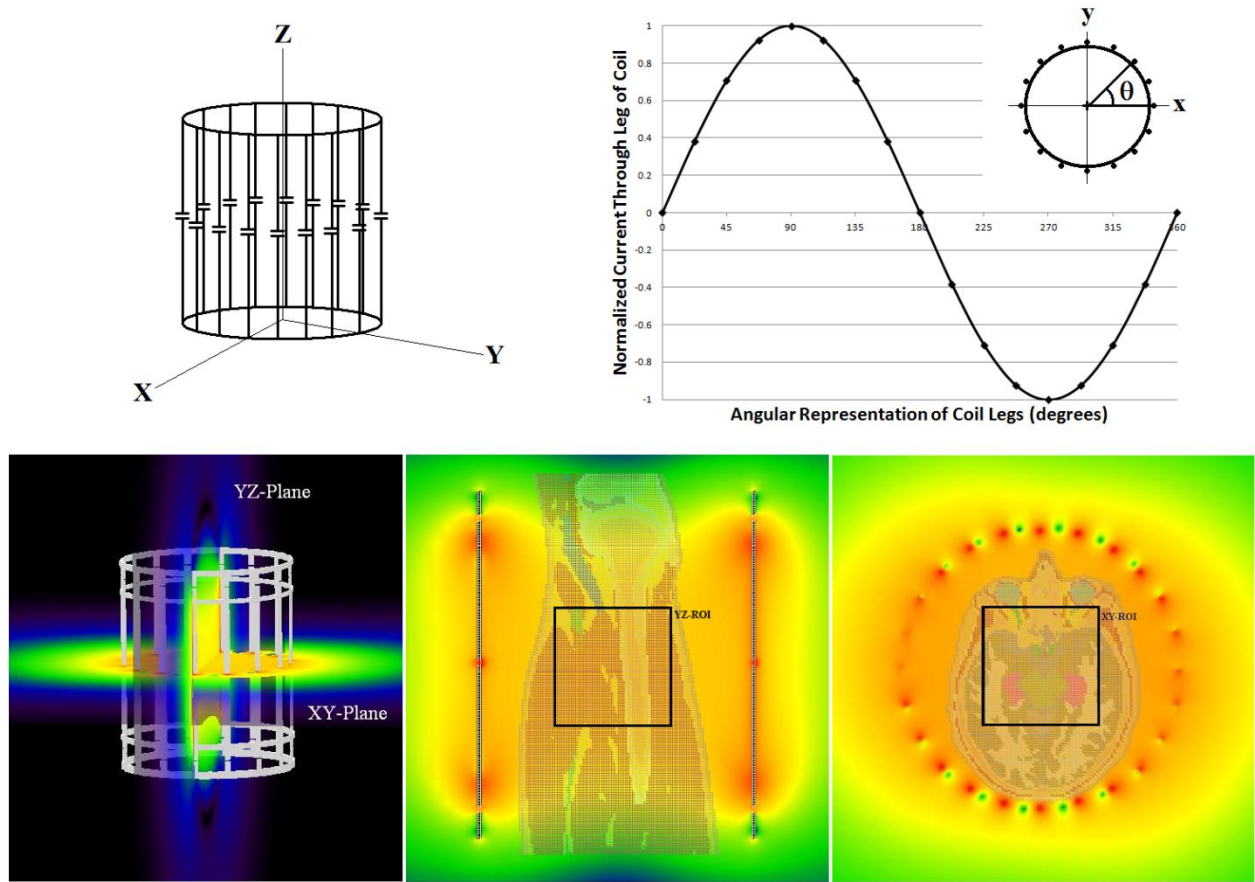 Z
Y
X
Normalized Current Through Leg of Coil
1
0.8
0.6
0.4
0.2
0
-0.2
-0.4
-0.6
-0.8
-1
0
45
90
135
180
225
270
315
360
Angular Representation of Coil Legs (degrees)
y
θ
x
YZ-Plane
XY-Plane
YZ-ROI
XY-ROI